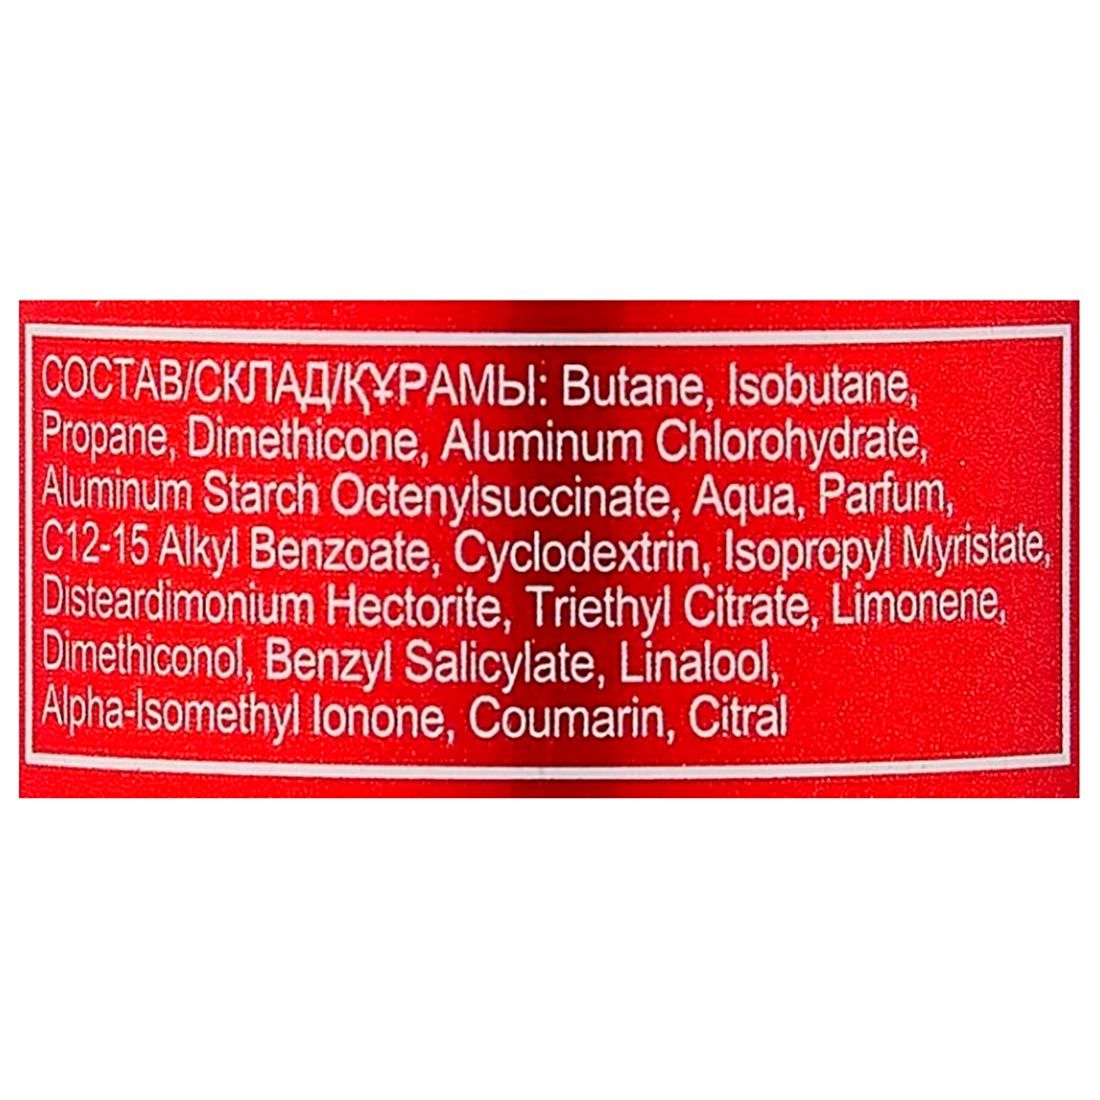 СОСТАВ/СКЛАД/ҚҰРАМЫ: Butane, Isobutane,
Propane, Dimethicone, Aluminum Chlorohydrate,
Aluminum Starch Octenylsuccinate, Aqua, Parfum,
C12-15 Alkyl Benzoate, Cyclodextrin, Isopropyl Myristate,
Disteardimonium Hectorite, Triethyl Citrate, Limonene,
Dimethiconol, Benzyl Salicylate, Linalool,
Alpha-Isomethyl Ionone, Coumarin, Citral